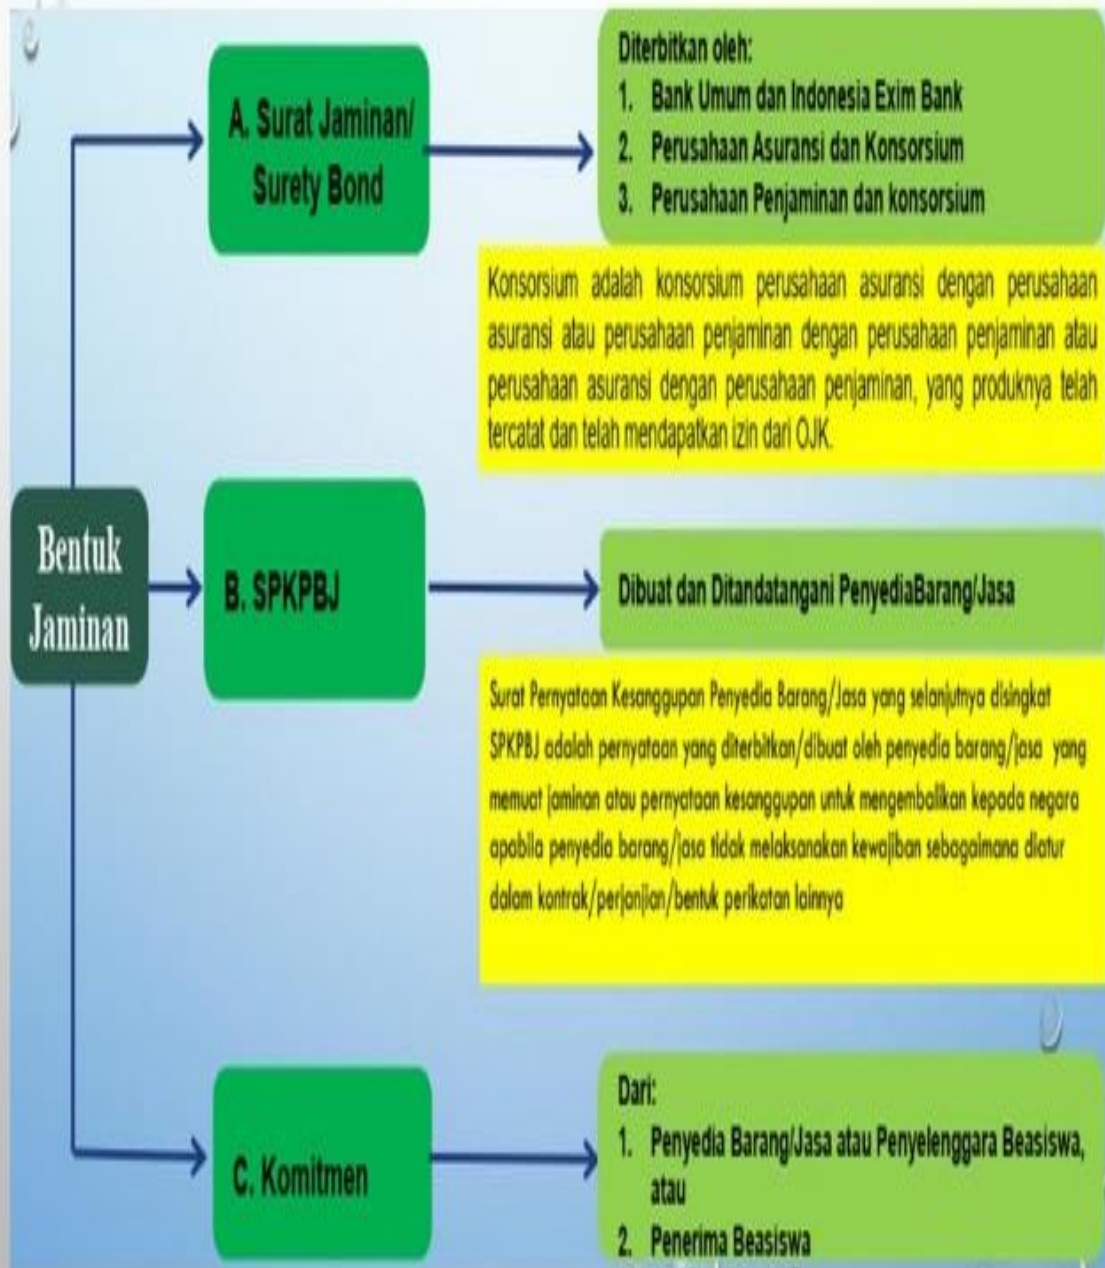 Bentuk
Jaminan
A. Surat Jaminan/
Surety Bond
Diterbitkan oleh:
1. Bank Umum dan Indonesia Exim Bank
2. Perusahaan Asuransi dan Konsorsium
3. Perusahaan Penjaminan dan konsorsium
Konsorsium adalah konsorsium perusahaan asuransi dengan perusahaan
asuransi atau perusahaan penjaminan dengan perusahaan penjaminan atau
perusahaan asuransi dengan perusahaan penjaminan, yang produknya telah
tercatat dan telah mendapatkan izin dari OJK.
B. SPKPBJ
Dibuat dan Ditandatangani PenyediaBarang/Jasa
Surat Pernyataan Kesanggupan Penyedia Barang/Jasa yang selanjutnya disingkat
SPKPBJ adalah pernyataan yang diterbitkan/dibuat oleh penyedia barang/jasa yang
memuat jaminan atau pernyataan kesanggupan untuk mengembalikan kepada negara
apabila penyedia barang/jasa tidak melaksanakan kewajiban sebagaimana diatur
dalam kontrak/perjanjian/bentuk perikatan lainnya
C. Komitmen
Dari:
1. Penyedia Barang/Jasa atau Penyelenggara Beasiswa,
atau
2. Penerima Beasiswa